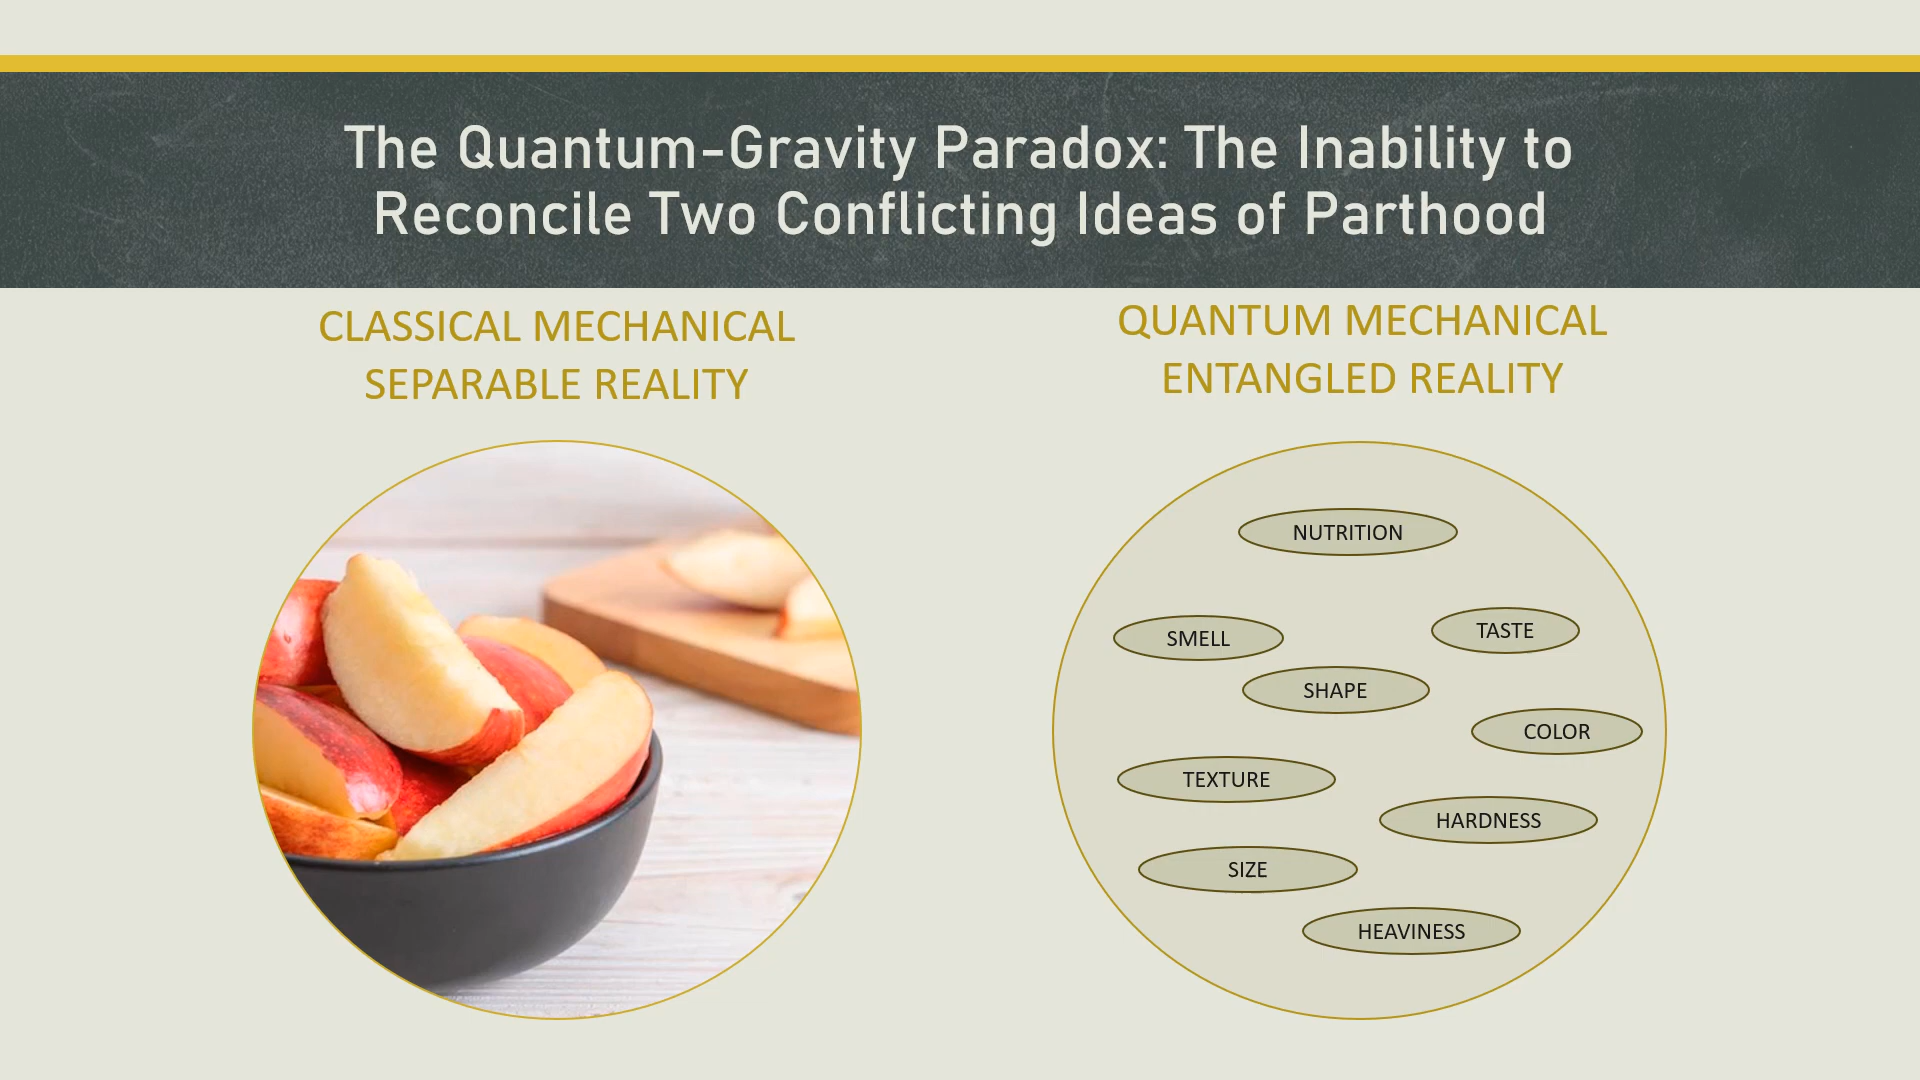 The Quantum-Gravity Paradox: The Inability to
Reconcile Two Conflicting Ideas of Parthood
CLASSICAL MECHANICAL
SEPARABLE REALITY
QUANTUM MECHANICAL
ENTANGLED REALITY
NUTRITION
SMELL
TASTE
SHAPE
COLOR
TEXTURE
HARDNESS
SIZE
HEAVINESS